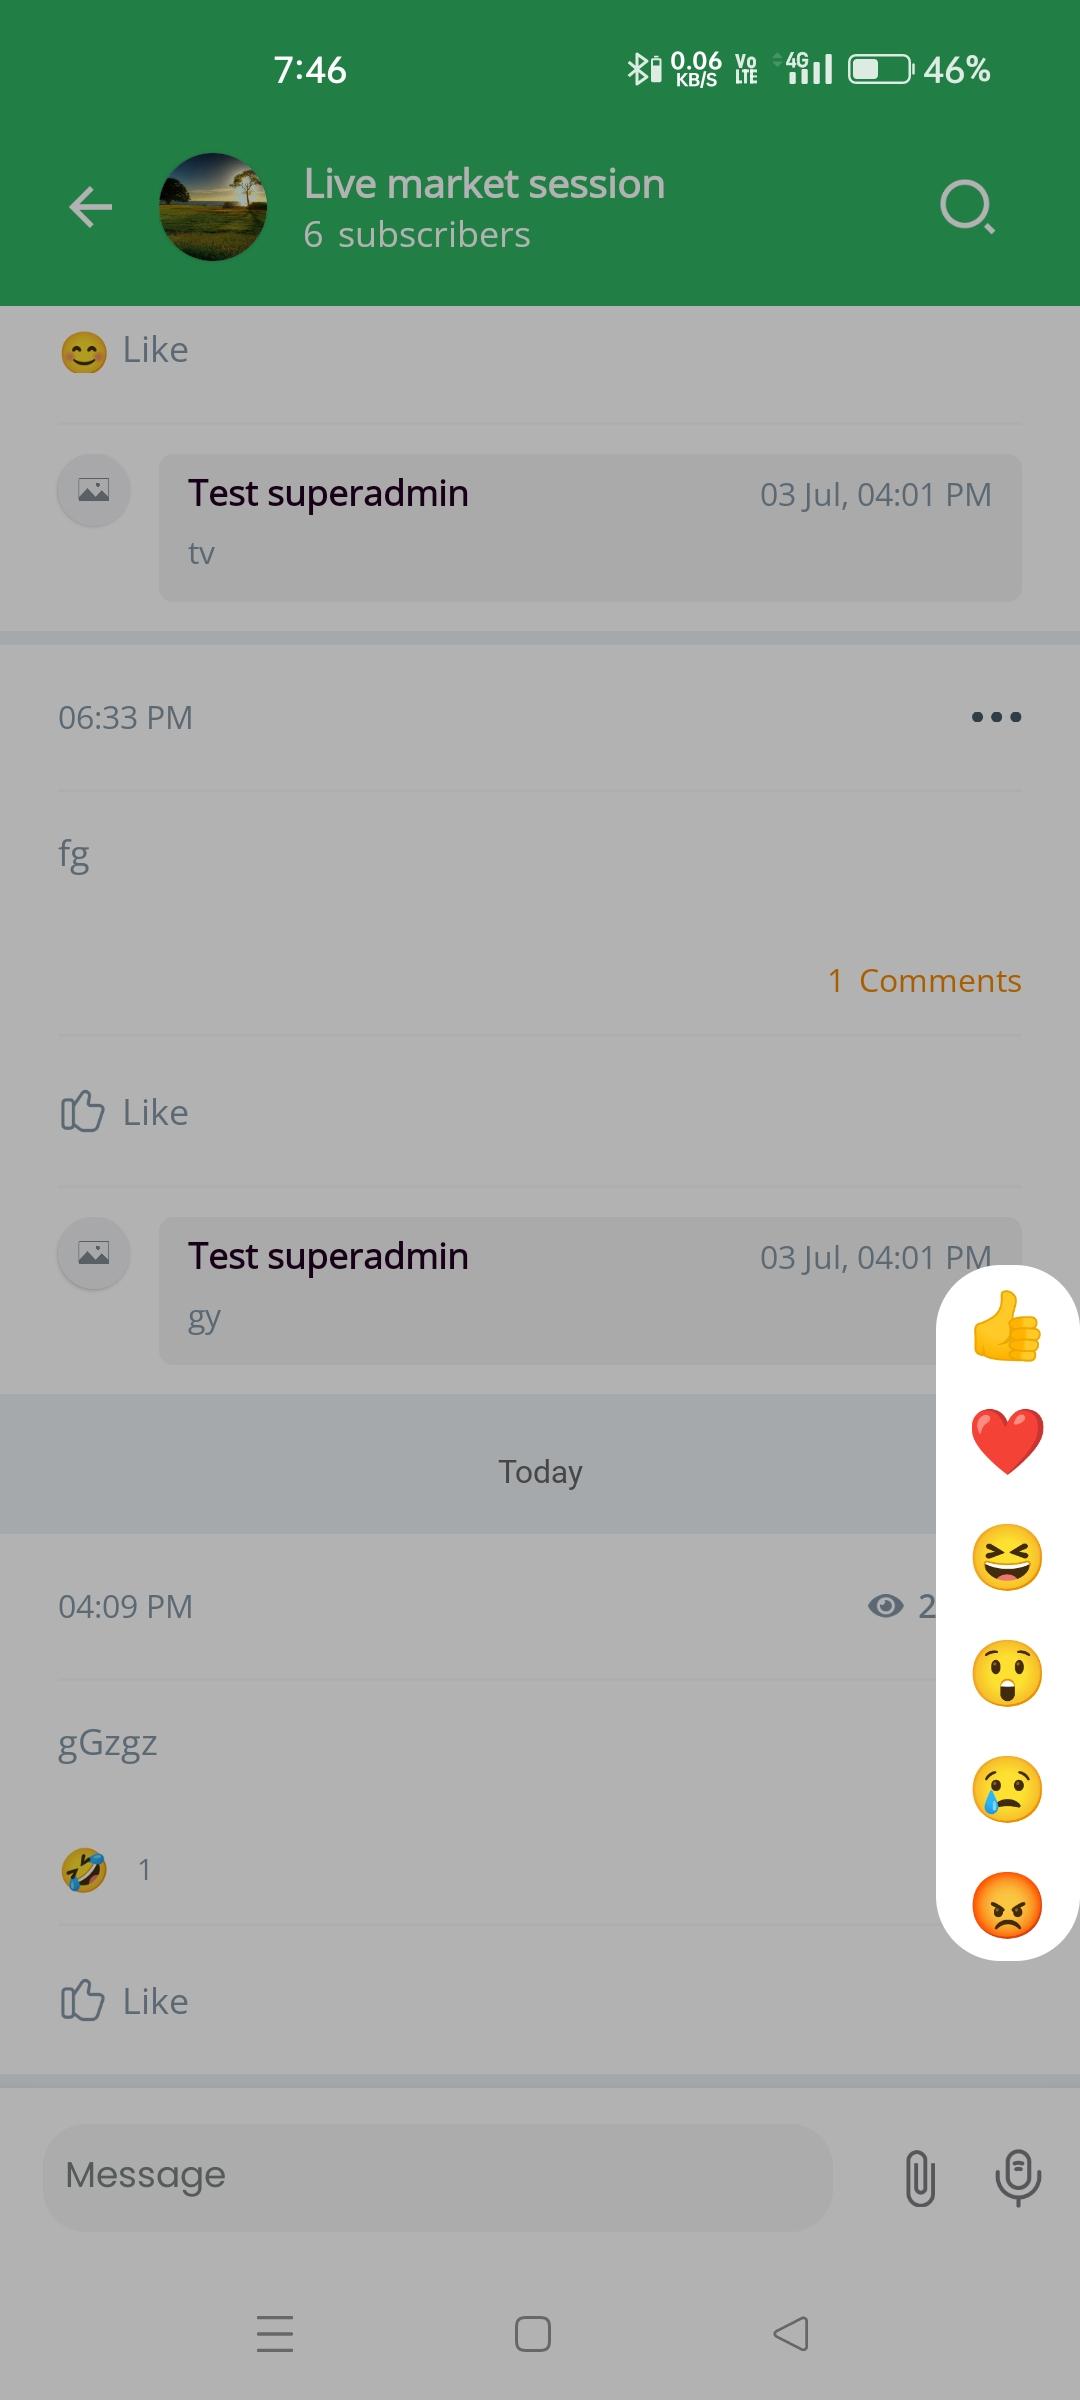 7:46
0.06 KB/S Vo LTE 4G 46%
Live market session
6 subscribers
Like
Test superadmin 03 Jul, 04:01 PM
tv
06:33 PM
fg
1 Comments
Like
Test superadmin 03 Jul, 04:01 PM
gy
Today
04:09 PM 2
gGzgz
1
Like
Message